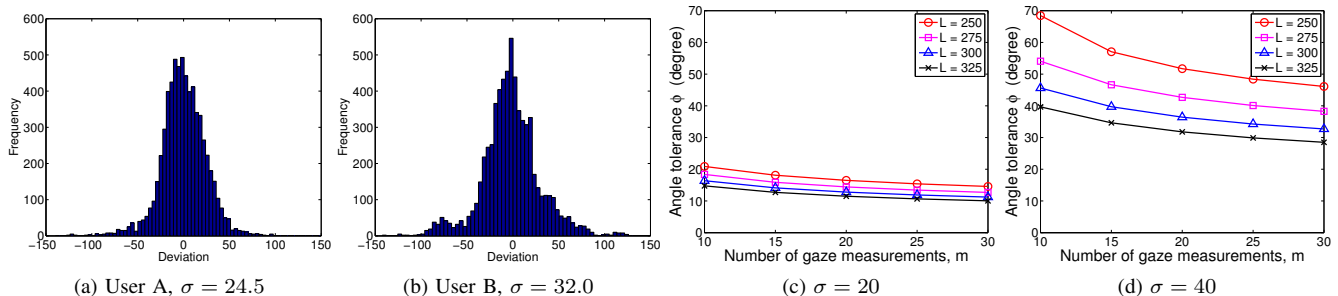 600
500
400
300
200
100
0
−150 −100 −50 0 50 100 150
Frequency
Deviation
(a) User A, σ = 24.5
600
500
400
300
200
100
0
−150 −100 −50 0 50 100 150
Frequency
Deviation
(b) User B, σ = 32.0
70
60
50
40
30
20
10
0
10 15 20 25 30
Angle tolerance ϕ (degree)
Number of gaze measurements, m
L = 250
L = 275
L = 300
L = 325
(c) σ = 20
70
60
50
40
30
20
10
0
10 15 20 25 30
Angle tolerance ϕ (degree)
Number of gaze measurements, m
L = 250
L = 275
L = 300
L = 325
(d) σ = 40